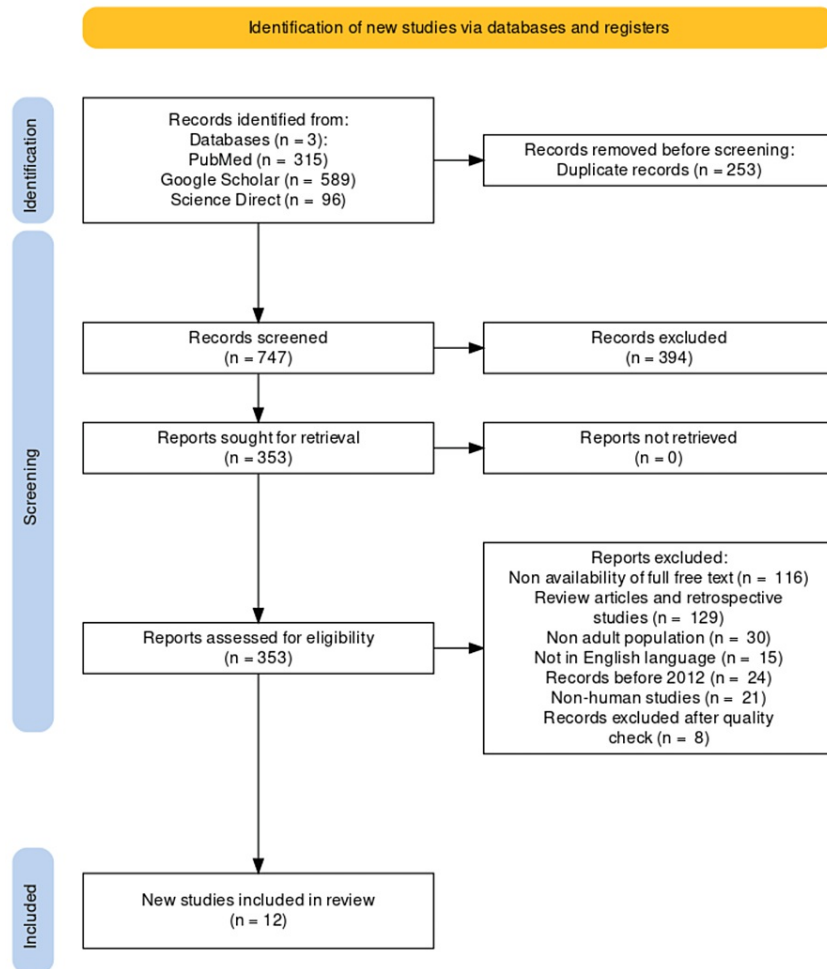 Identification of new studies via databases and registers
Identification
Records identified from:
Databases (n = 3):
PubMed (n = 315)
Google Scholar (n = 589)
Science Direct (n = 96)
Records removed before screening:
Duplicate records (n = 253)
Screening
Records screened
(n = 747)
Records excluded
(n = 394)
Reports sought for retrieval
(n = 353)
Reports not retrieved
(n = 0)
Reports assessed for eligibility
(n = 353)
Reports excluded:
Non availability of full free text (n = 116)
Review articles and retrospective
studies (n = 129)
Non adult population (n = 30)
Not in English language (n = 15)
Records before 2012 (n = 24)
Non-human studies (n = 21)
Records excluded after quality
check (n = 8)
Included
New studies included in review
(n = 12)